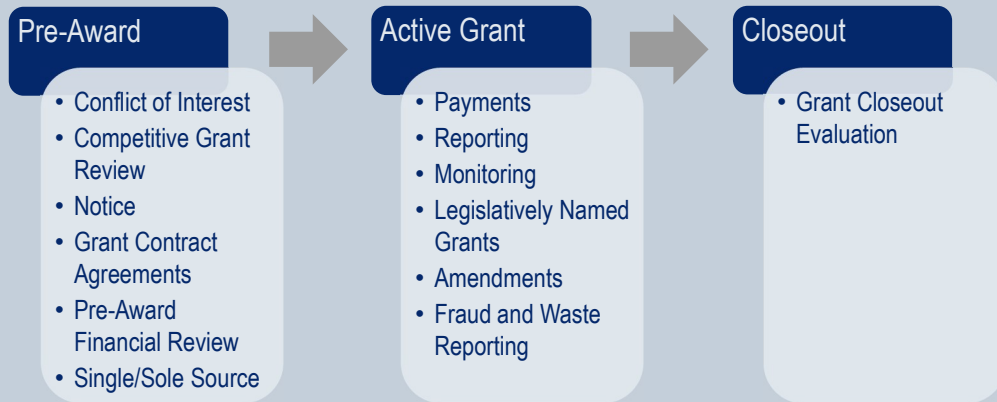 Pre-Award
• Conflict of Interest
• Competitive Grant
Review
• Notice
• Grant Contract
Agreements
• Pre-Award
Financial Review
• Single/Sole Source
Active Grant
• Payments
• Reporting
• Monitoring
• Legislatively Named
Grants
• Amendments
• Fraud and Waste
Reporting
Closeout
• Grant Closeout
Evaluation